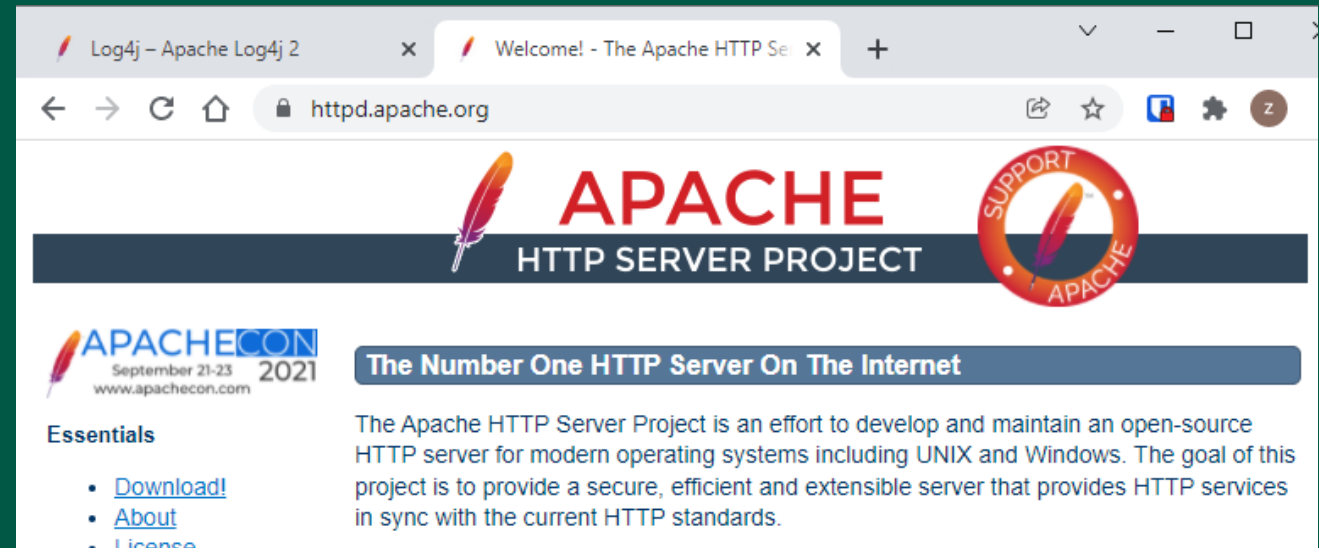 Log4j – Apache Log4j 2
Welcome! - The Apache HTTP Se
httpd.apache.org
Z
APACHE
HTTP SERVER PROJECT
SUPPORT
APACHE
APACHECON
September 21-23 2021
www.apachecon.com
The Number One HTTP Server On The Internet
Essentials
Download!
About
License
The Apache HTTP Server Project is an effort to develop and maintain an open-source
HTTP server for modern operating systems including UNIX and Windows. The goal of this
project is to provide a secure, efficient and extensible server that provides HTTP services
in sync with the current HTTP standards.